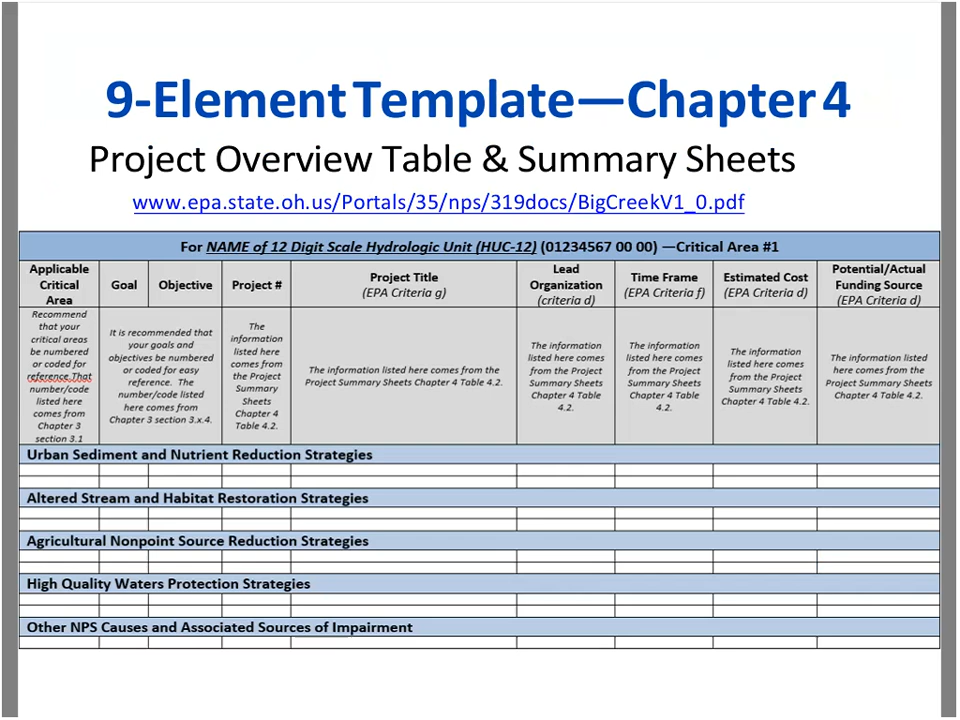 9-Element Template—Chapter 4
Project Overview Table & Summary Sheets
www.epa.state.oh.us/Portals/35/nps/319docs/BigCreekV1_0.pdf
For NAME of 12 Digit Scale Hydrologic Unit (HUC-12) (01234567 00 00) —Critical Area #1
Applicable
Critical
Area
Goal
Objective
Project #
Project Title
(EPA Criteria g)
Lead
Organization
(criteria d)
Time Frame
(EPA Criteria f)
Estimated Cost
(EPA Criteria d)
Potential/Actual
Funding Source
(EPA Criteria d)
Recommend
that your
critical areas
be numbered
or coded for
reference.That
number/code
listed here
comes from
Chapter 3
section 3.1
It is recommended that
your goals and
objectives be numbered
or coded for easy
reference. The
number/code listed
here comes from
Chapter 3 section 3.x.4.
The
information
listed here
comes from
the Project
Summary
Sheets
Chapter 4
Table 4.2.
The information listed here comes from the
Project Summary Sheets Chapter 4 Table 4.2.
The information
listed here comes
from the Project
Summary Sheets
Chapter 4 Table
4.2.
The information
listed here comes
from the Project
Summary Sheets
Chapter 4 Table
4.2.
The information
listed here comes
from the Project
Summary Sheets
Chapter 4 Table 4.2.
The information listed
here comes from the
Project Summary Sheets
Chapter 4 Table 4.2.
Urban Sediment and Nutrient Reduction Strategies
Altered Stream and Habitat Restoration Strategies
Agricultural Nonpoint Source Reduction Strategies
High Quality Waters Protection Strategies
Other NPS Causes and Associated Sources of Impairment